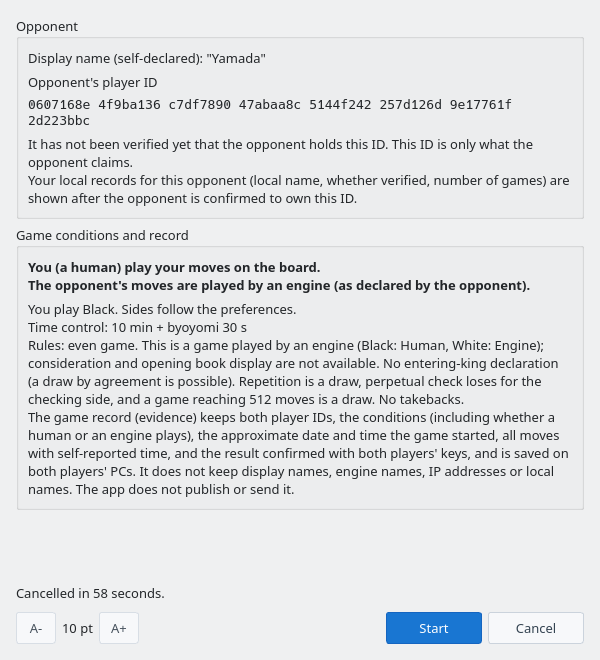 Opponent
Display name (self-declared): "Yamada"
Opponent's player ID
0607168e 4f9ba136 c7df7890 47abaa8c 5144f242 257d126d 9e17761f
2d223bbc
It has not been verified yet that the opponent holds this ID. This ID is only what the
opponent claims.
Your local records for this opponent (local name, whether verified, number of games) are
shown after the opponent is confirmed to own this ID.
Game conditions and record
You (a human) play your moves on the board.
The opponent's moves are played by an engine (as declared by the opponent).
You play Black. Sides follow the preferences.
Time control: 10 min + byoyomi 30 s
Rules: even game. This is a game played by an engine (Black: Human, White: Engine);
consideration and opening book display are not available. No entering-king declaration
(a draw by agreement is possible). Repetition is a draw, perpetual check loses for the
checking side, and a game reaching 512 moves is a draw. No takebacks.
The game record (evidence) keeps both player IDs, the conditions (including whether a
human or an engine plays), the approximate date and time the game started, all moves
with self-reported time, and the result confirmed with both players' keys, and is saved on
both players' PCs. It does not keep display names, engine names, IP addresses or local
names. The app does not publish or send it.
Cancelled in 58 seconds.
A- 10 pt A+ Start Cancel